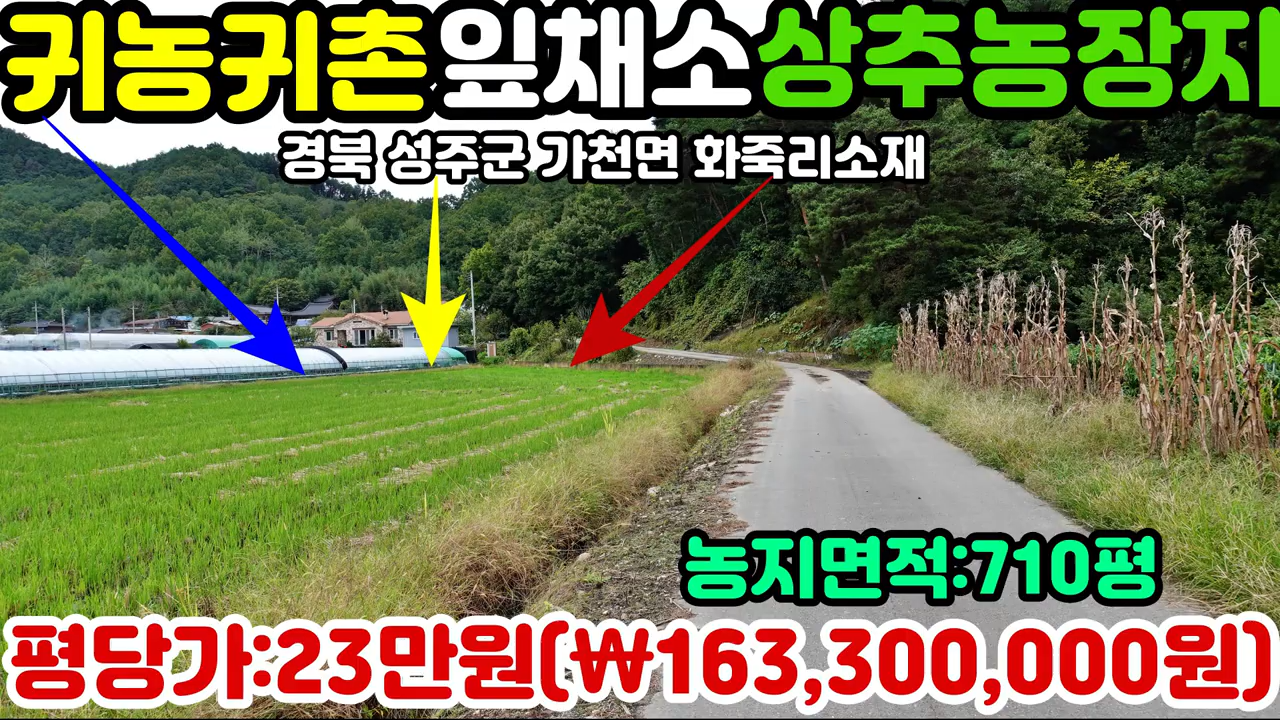 귀농귀촌잎채소상추농장지
경북 성주군 가천면 화죽리소재
농지면적:710평
평당가:23만원(₩163,300,000원)